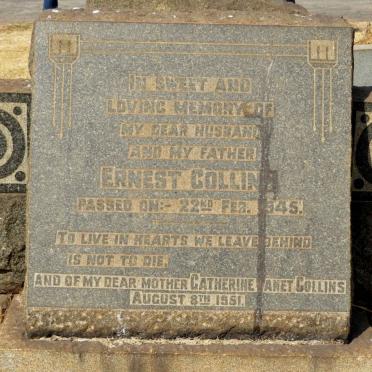 IN SWEET AND
LOVING MEMORY OF
MY DEAR HUSBAND
AND MY FATHER
ERNEST COLLINS
PASSED ON:- 22ND FEB. 1945.
TO LIVE IN HEARTS WE LEAVE BEHIND
IS NOT TO DIE.
AND OF MY DEAR MOTHER CATHERINE JANET COLLINS
AUGUST 8TH 1951.